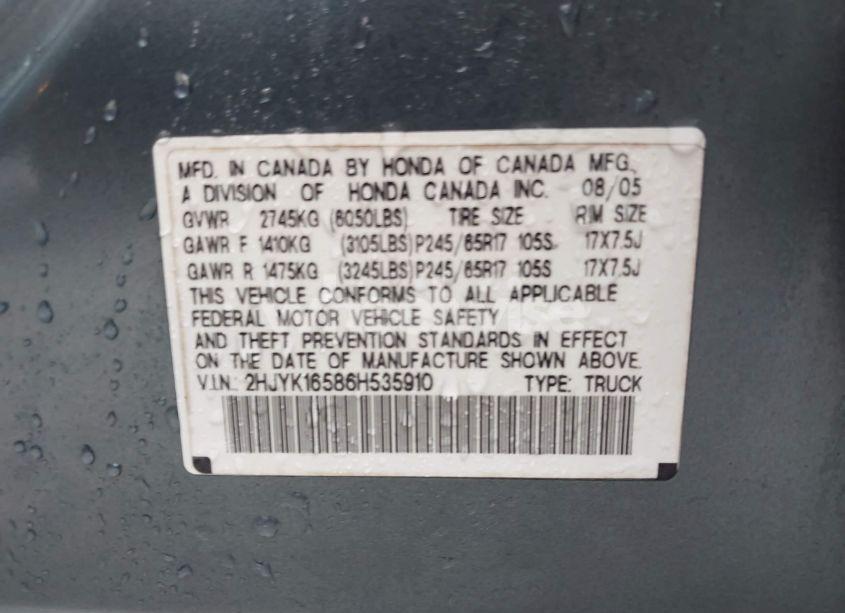 MFD. IN CANADA BY HONDA OF CANADA MFG.,
A DIVISION OF HONDA CANADA INC. 08/05
GVWR 2745KG (6050LBS) TIRE SIZE RIM SIZE
GAWR F 1410KG (3105LBS) P245/65R17 105S 17X7.5J
GAWR R 1475KG (3245LBS) P245/65R17 105S 17X7.5J
THIS VEHICLE CONFORMS TO ALL APPLICABLE
FEDERAL MOTOR VEHICLE SAFETY
AND THEFT PREVENTION STANDARDS IN EFFECT
ON THE DATE OF MANUFACTURE SHOWN ABOVE.
V.I.N.: 2HJYK16586H535910 TYPE: TRUCK